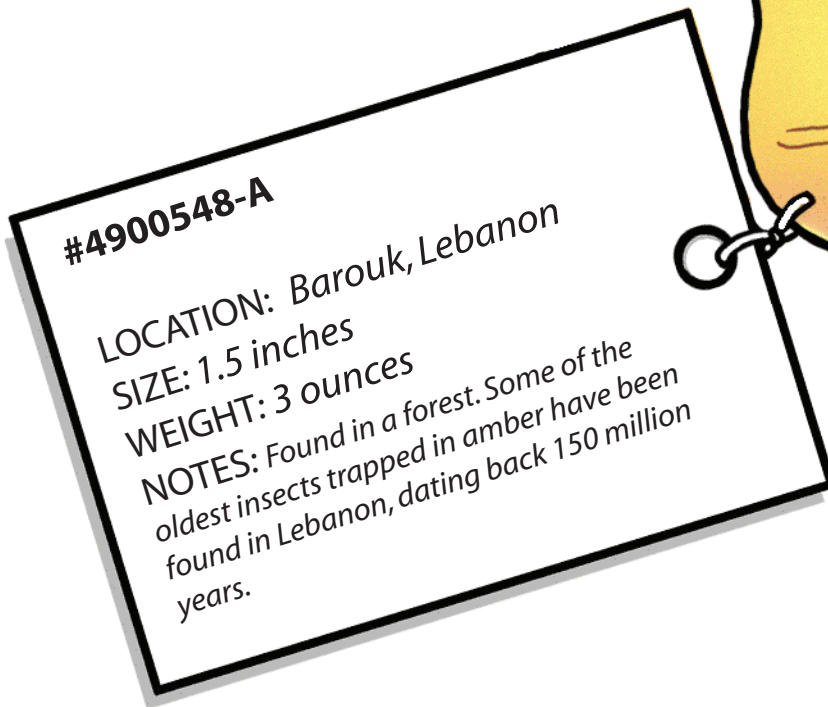 #4900548-A
LOCATION: Barouk, Lebanon
SIZE: 1.5 inches
WEIGHT: 3 ounces
NOTES: Found in a forest. Some of the
oldest insects trapped in amber have been
found in Lebanon, dating back 150 million
years.